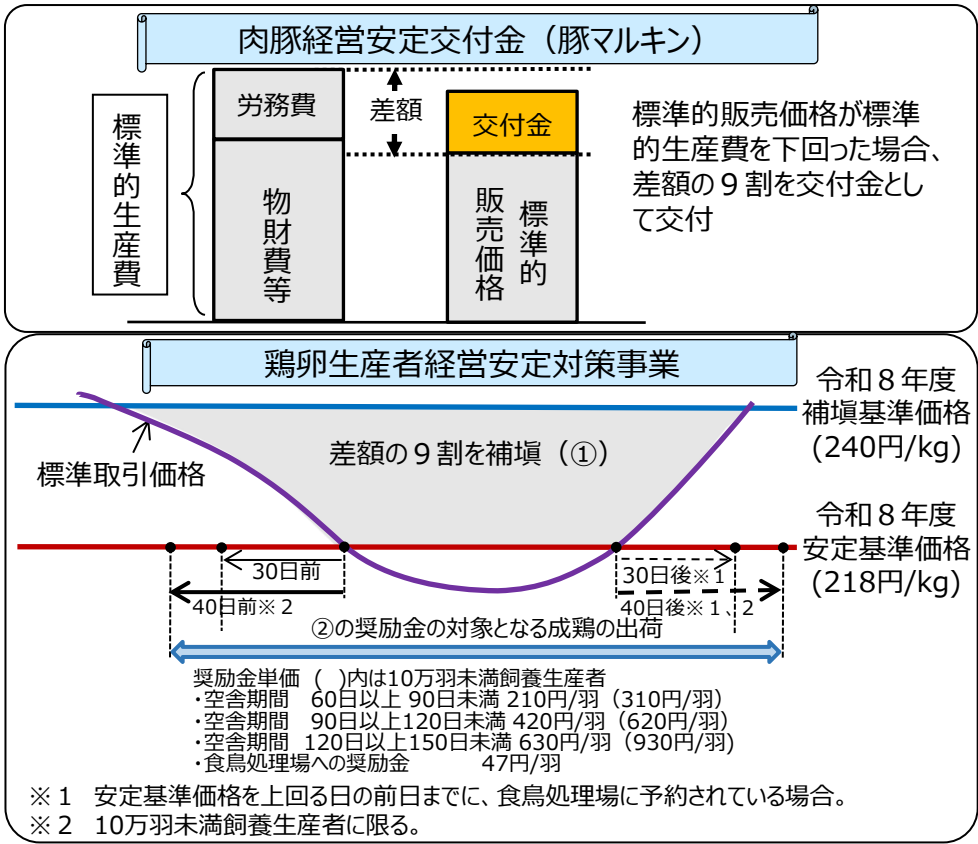 肉豚経営安定交付金（豚マルキン）
標準的生産費
労務費
物財費等
差額
交付金
標準的
販売価格
標準的販売価格が標準
的生産費を下回った場合、
差額の９割を交付金とし
て交付
鶏卵生産者経営安定対策事業
標準取引価格
差額の９割を補塡（①）
令和８年度
補塡基準価格
(240円/kg)
令和８年度
安定基準価格
(218円/kg)
30日前
40日前※２
30日後※１
40日後※１、２
②の奨励金の対象となる成鶏の出荷
奨励金単価 （ ）内は10万羽未満飼養生産者
・空舎期間 60日以上 90日未満 210円/羽（310円/羽）
・空舎期間 90日以上120日未満 420円/羽（620円/羽）
・空舎期間 120日以上150日未満 630円/羽（930円/羽）
・食鳥処理場への奨励金 47円/羽
※１ 安定基準価格を上回る日の前日までに、食鳥処理場に予約されている場合。
※２ 10万羽未満飼養生産者に限る。